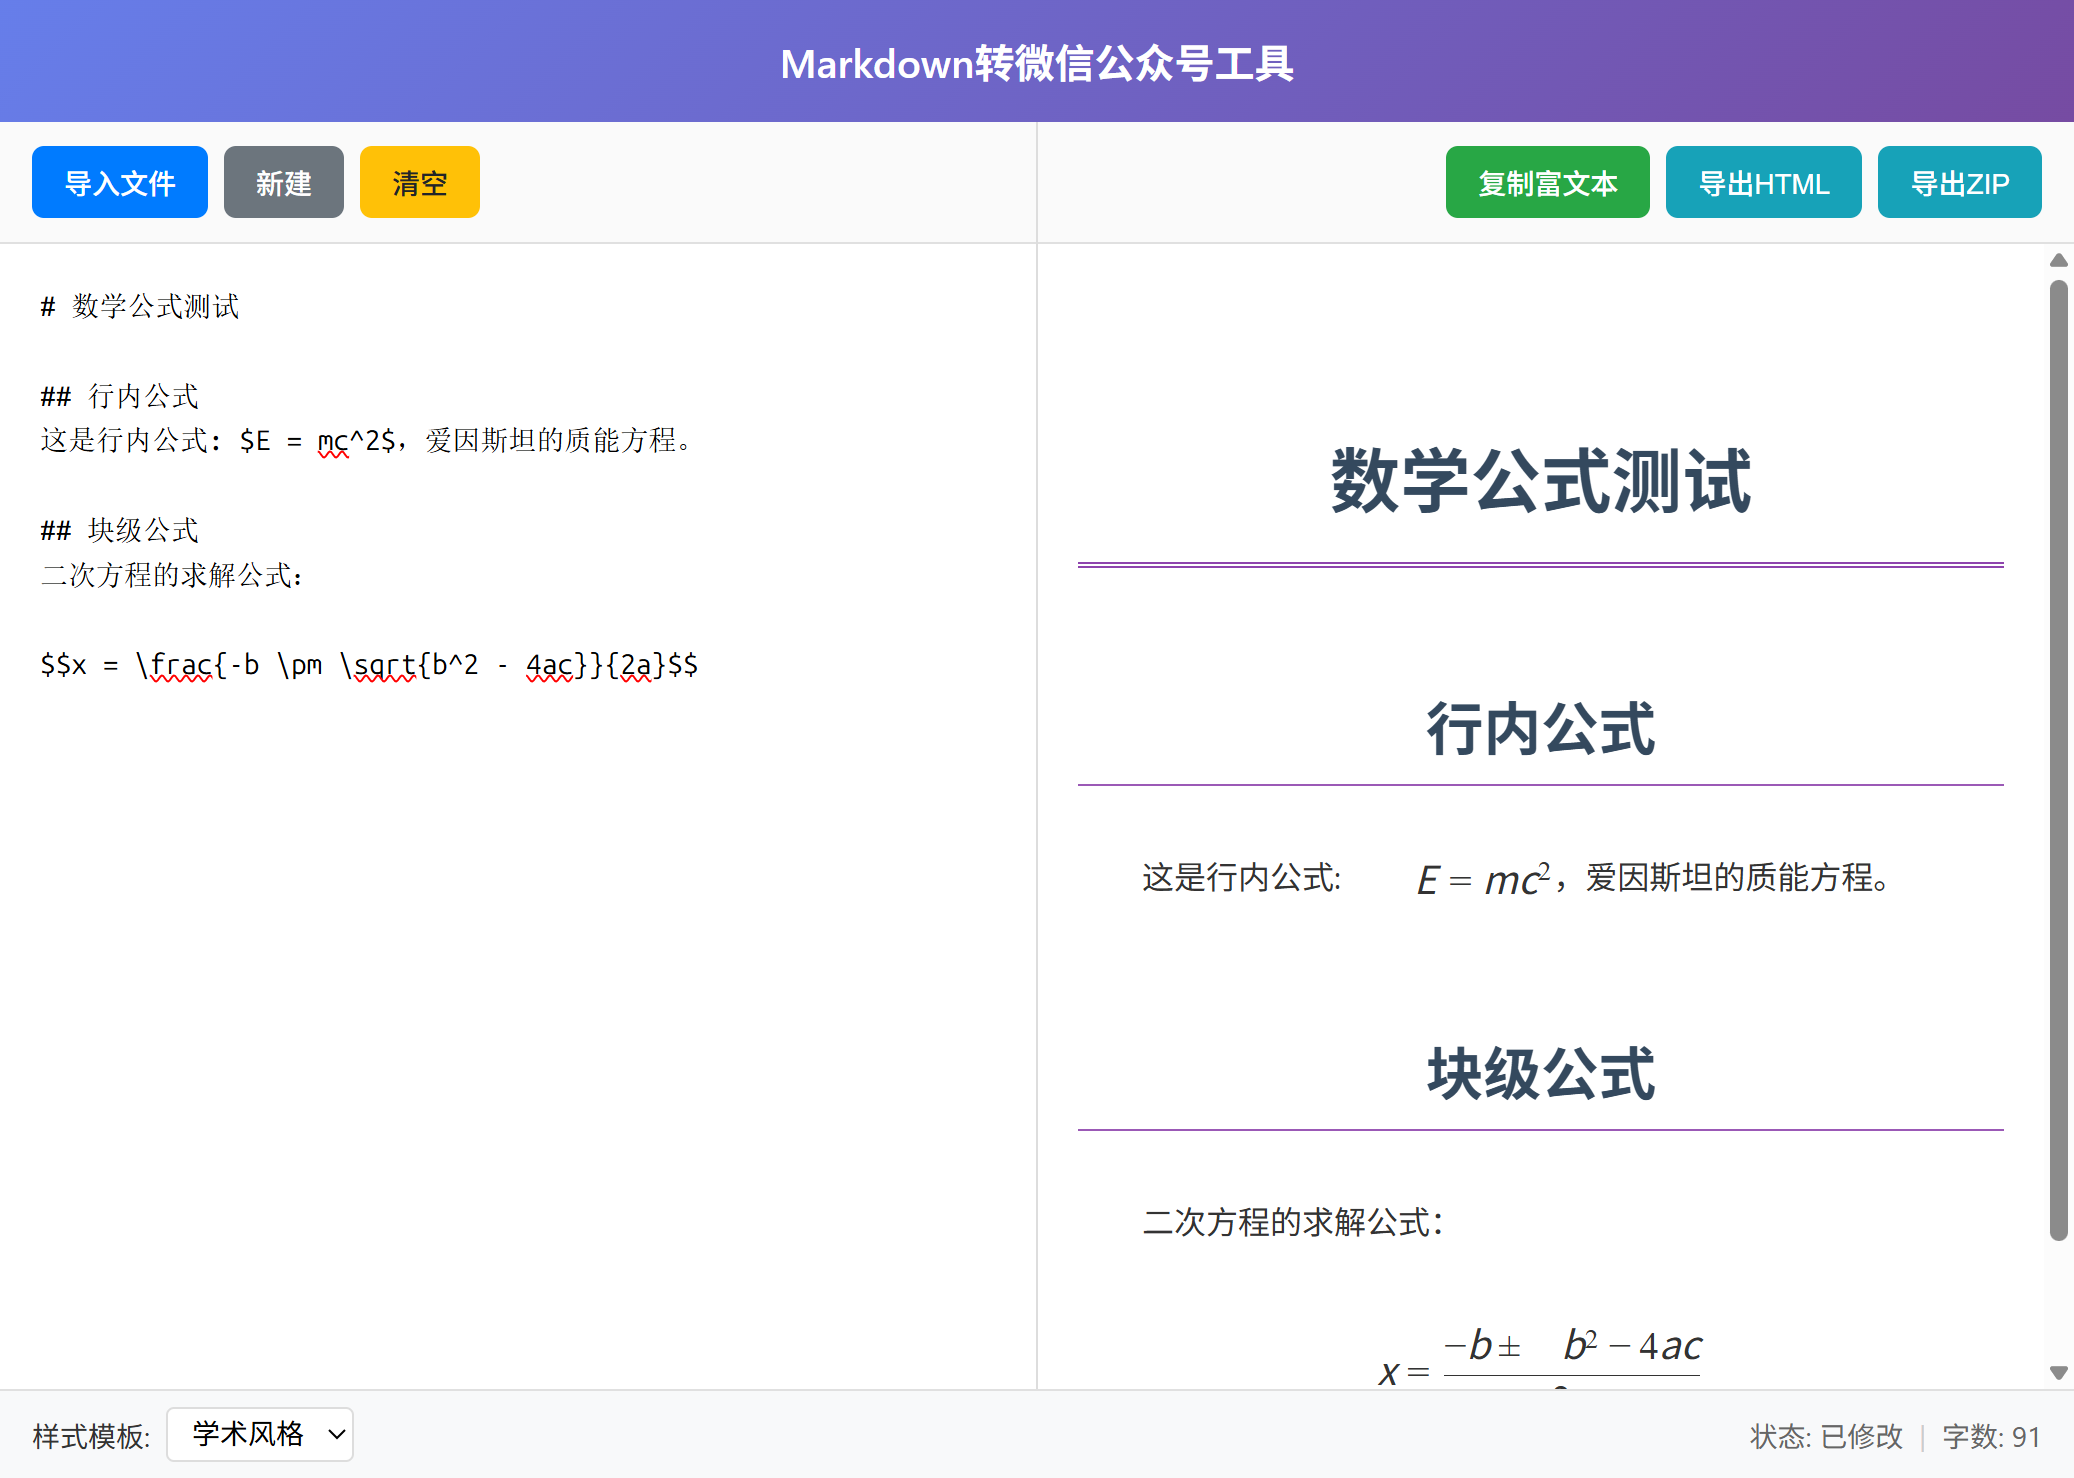 Markdown转微信公众号工具
导入文件 新建 清空
复制富文本 导出HTML 导出ZIP
# 数学公式测试
## 行内公式
这是行内公式: $E = mc^2$, 爱因斯坦的质能方程。
## 块级公式
二次方程的求解公式:
$$x = \frac{-b \pm \sqrt{b^2 - 4ac}}{2a}$$
数学公式测试
行内公式
这是行内公式: E = mc², 爱因斯坦的质能方程。
块级公式
二次方程的求解公式:
−b ± b² − 4ac
x =
样式模板: 学术风格
状态: 已修改 | 字数: 91